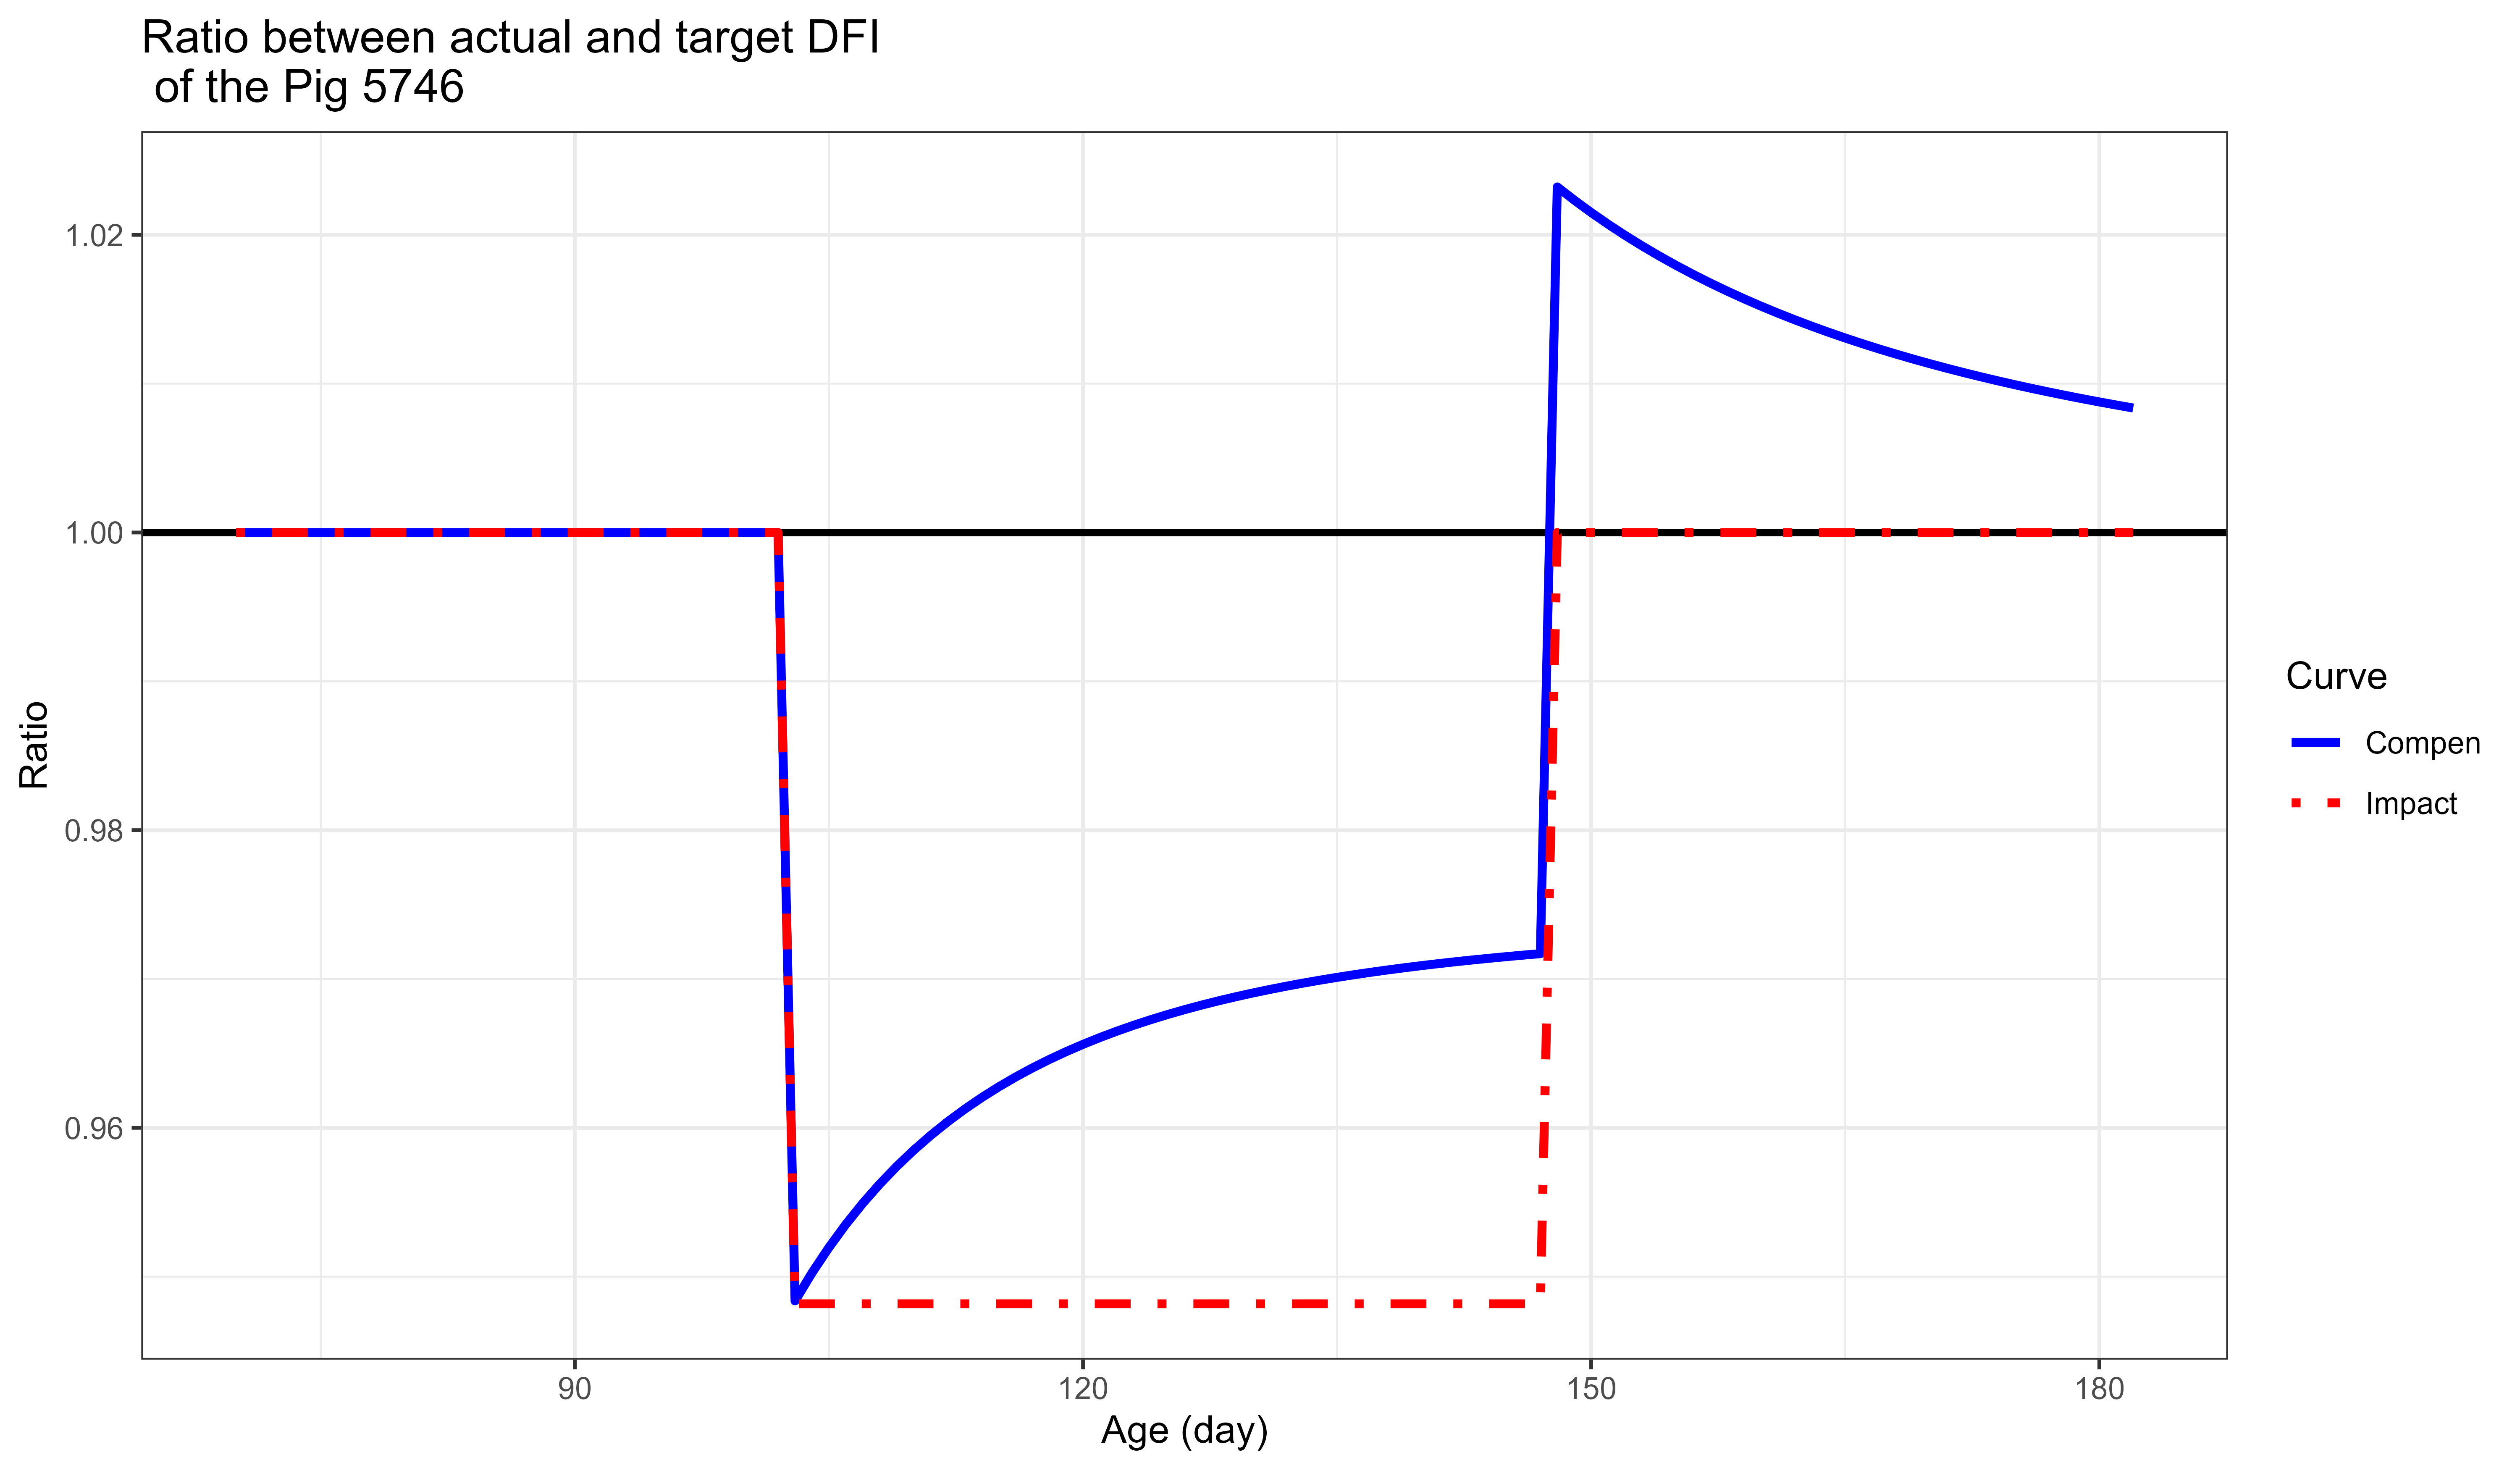 Ratio between actual and target DFI
of the Pig 5746
1.02
1.00
0.98
0.96
Ratio
90
120
150
180
Age (day)
Curve
Compen
Impact